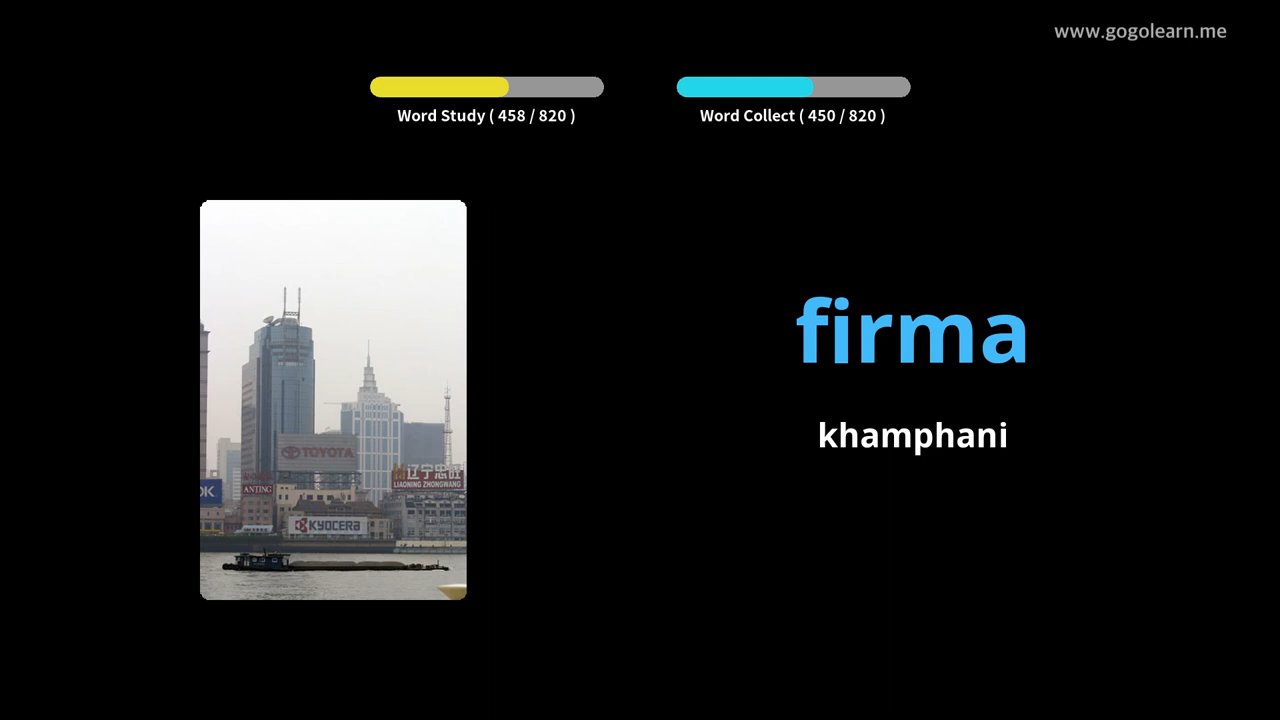 www.gogolearn.me
Word Study ( 458 / 820 )
Word Collect ( 450 / 820 )
firma
khamphani
TOYOTA
辽宁忠旺
LIAONING ZHONGWANG
OK
ANTING
KYOCERA